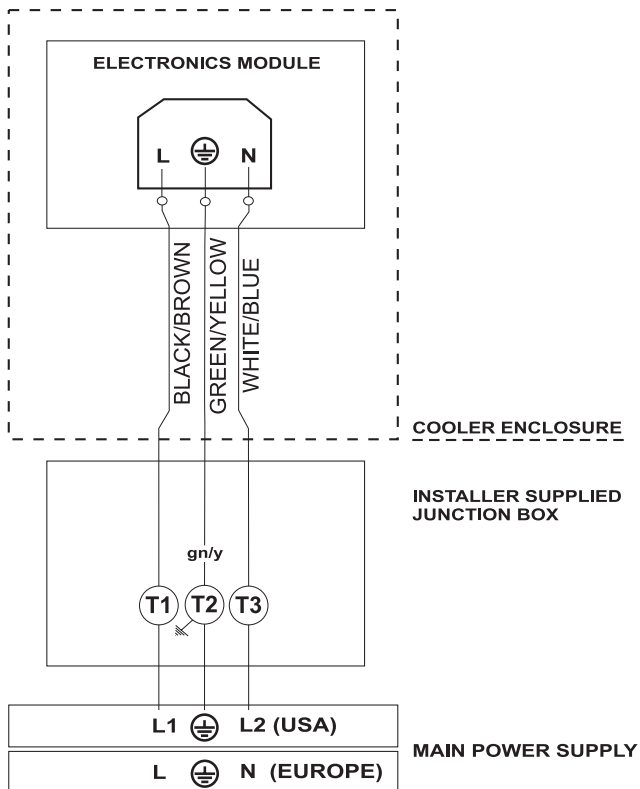 ELECTRONICS MODULE
L N
BLACK/BROWN
GREEN/YELLOW
WHITE/BLUE
COOLER ENCLOSURE
INSTALLER SUPPLIED
JUNCTION BOX
gn/y
T1 T2 T3
L1 L2 (USA)
MAIN POWER SUPPLY
L N (EUROPE)